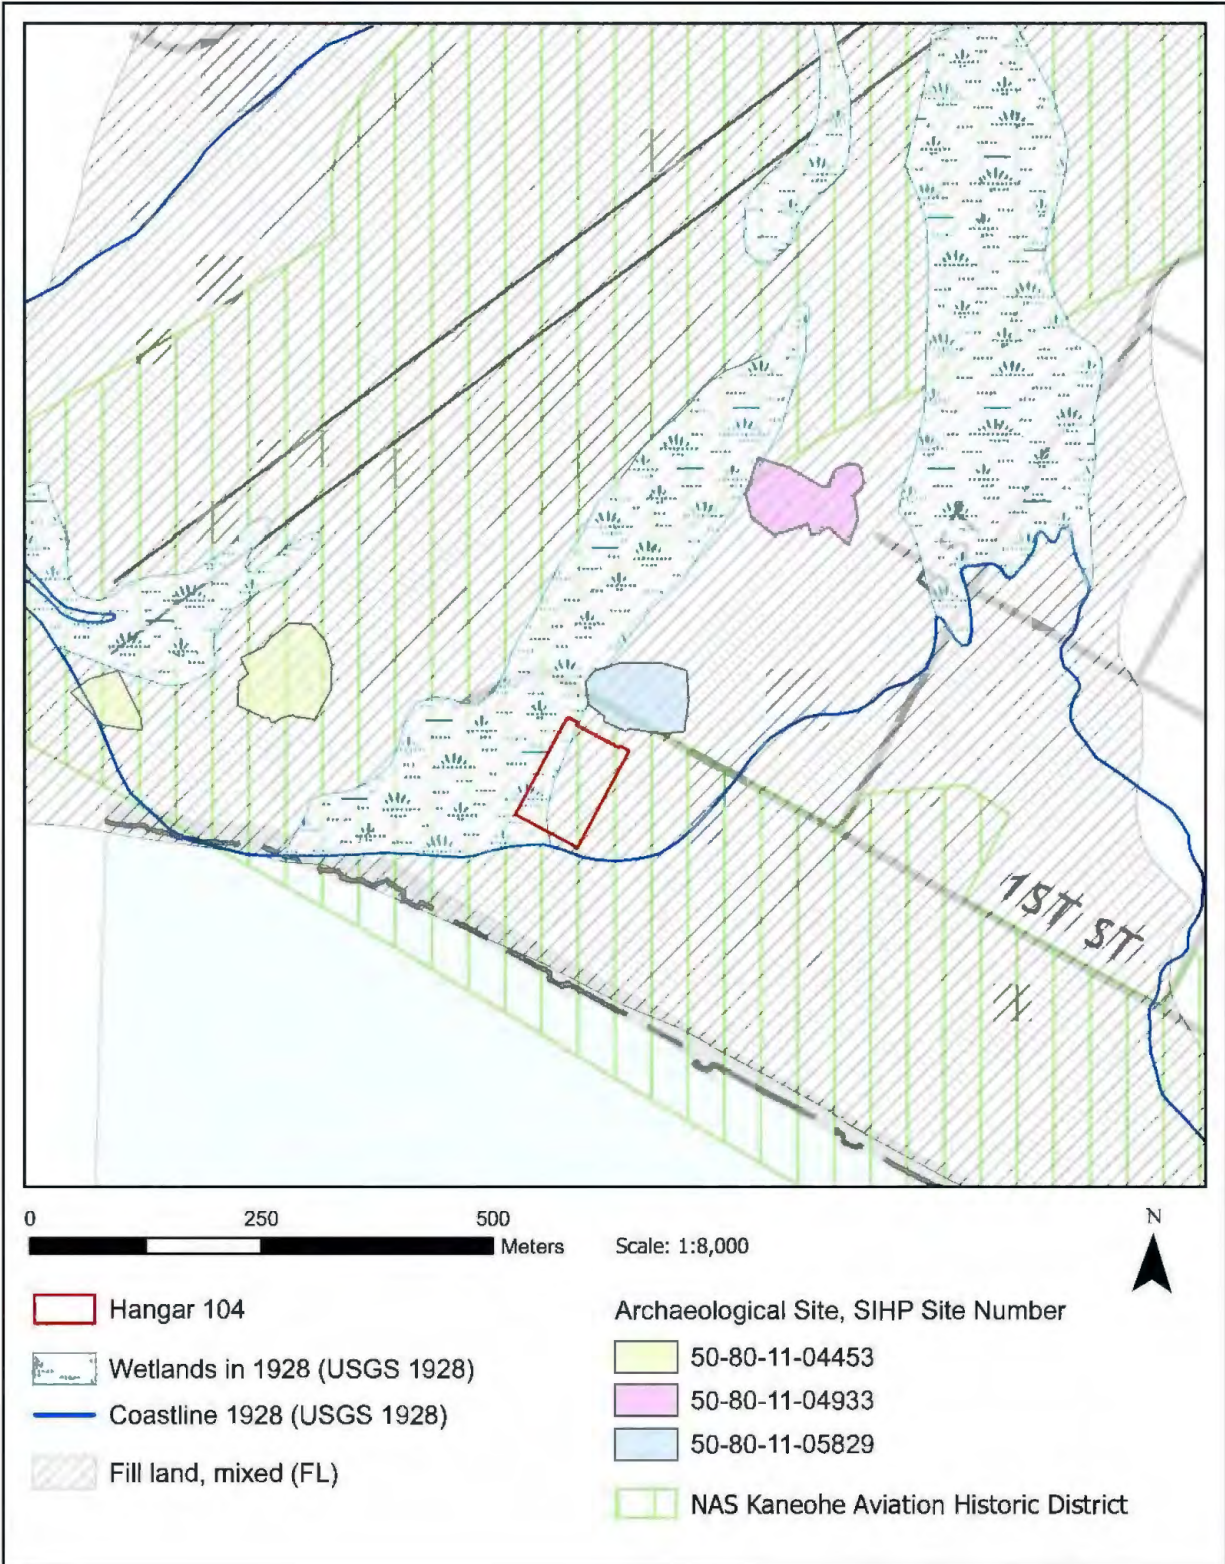 1ST ST
0 250 500
Meters
Scale: 1:8,000
N
Hangar 104
Wetlands in 1928 (USGS 1928)
Coastline 1928 (USGS 1928)
Fill land, mixed (FL)
Archaeological Site, SIHP Site Number
50-80-11-04453
50-80-11-04933
50-80-11-05829
NAS Kaneohe Aviation Historic District